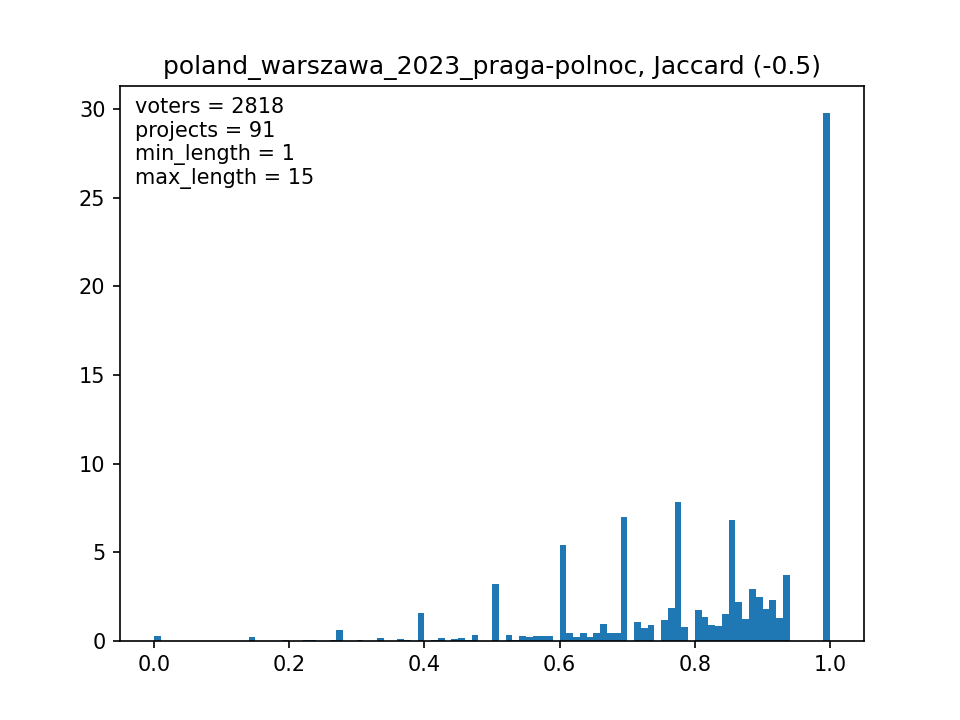 poland_warszawa_2023_praga-polnoc, Jaccard (-0.5)
voters = 2818
projects = 91
min_length = 1
max_length = 15
30
25
20
15
10
5
0
0.0 0.2 0.4 0.6 0.8 1.0